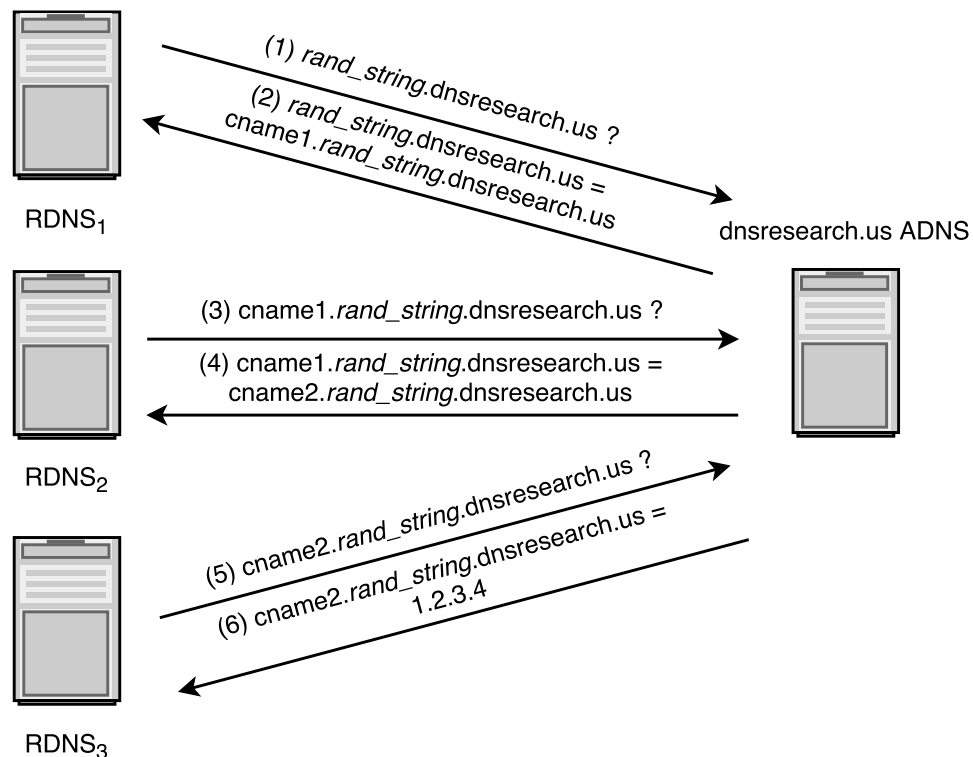 (1) rand_string.dnsresearch.us ?
(2) rand_string.dnsresearch.us =
cname1.rand_string.dnsresearch.us
RDNS1
dnsresearch.us ADNS
(3) cname1.rand_string.dnsresearch.us ?
(4) cname1.rand_string.dnsresearch.us =
cname2.rand_string.dnsresearch.us
RDNS2
(5) cname2.rand_string.dnsresearch.us ?
(6) cname2.rand_string.dnsresearch.us =
1.2.3.4
RDNS3